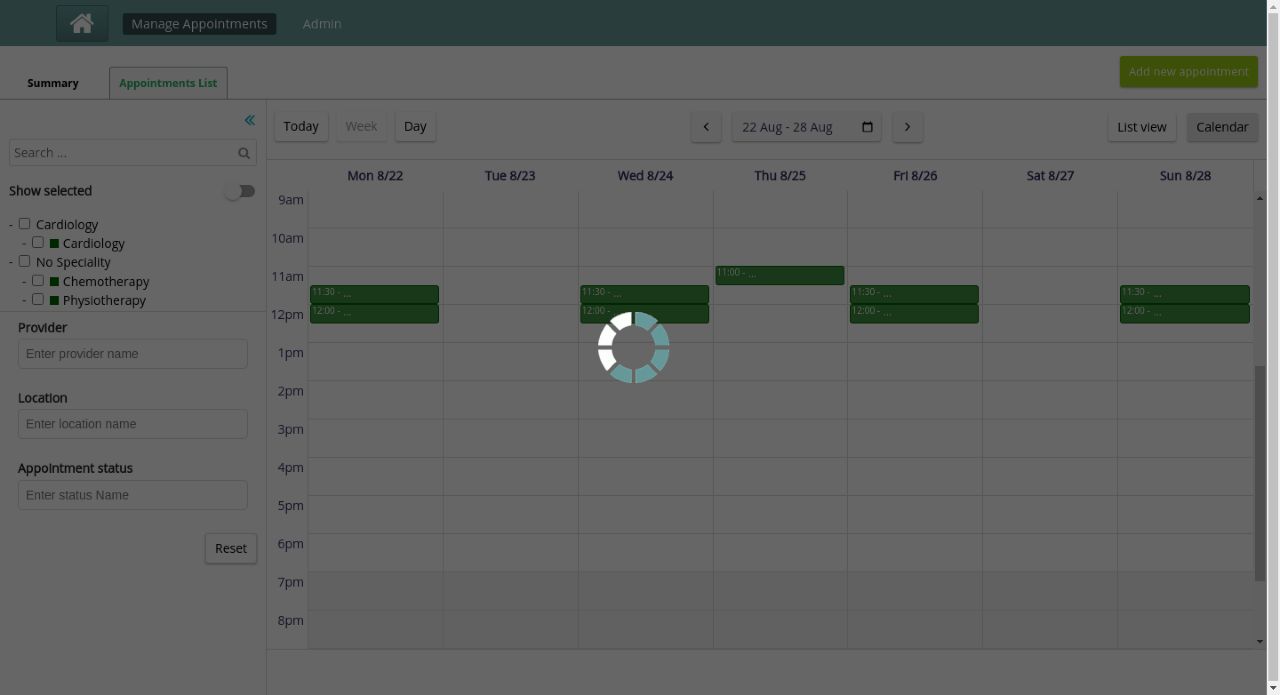 Manage Appointments
Admin
Summary
Appointments List
Add new appointment
Search ...
Show selected
- Cardiology
- Cardiology
- No Speciality
- Chemotherapy
- Physiotherapy
Provider
Enter provider name
Location
Enter location name
Appointment status
Enter status Name
Reset
Today
Week
Day
22 Aug - 28 Aug
List view
Calendar
Mon 8/22
Tue 8/23
Wed 8/24
Thu 8/25
Fri 8/26
Sat 8/27
Sun 8/28
9am
10am
11am
11:00 - ...
11:30 - ...
11:30 - ...
11:30 - ...
11:30 - ...
12pm
12:00 - ...
12:00 - ...
12:00 - ...
12:00 - ...
1pm
2pm
3pm
4pm
5pm
6pm
7pm
8pm